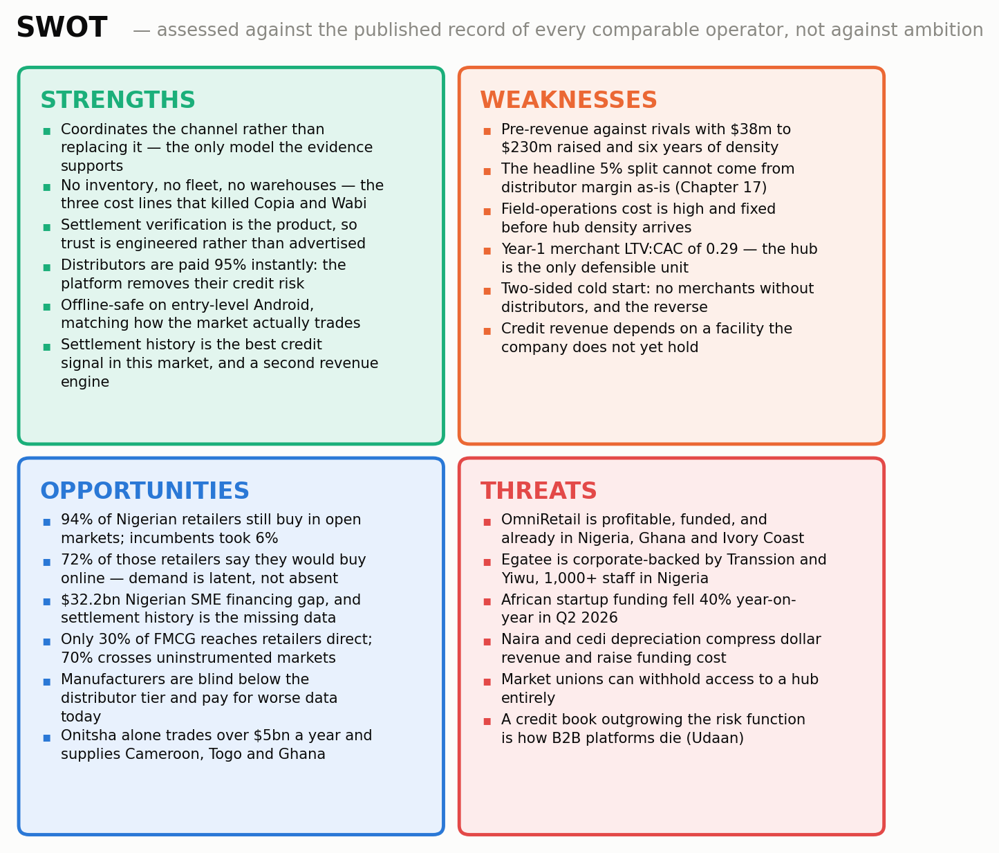 SWOT — assessed against the published record of every comparable operator, not against ambition
STRENGTHS
▪ Coordinates the channel rather than
replacing it — the only model the evidence
supports
▪ No inventory, no fleet, no warehouses — the
three cost lines that killed Copia and Wabi
▪ Settlement verification is the product, so
trust is engineered rather than advertised
▪ Distributors are paid 95% instantly: the
platform removes their credit risk
▪ Offline-safe on entry-level Android,
matching how the market actually trades
▪ Settlement history is the best credit
signal in this market, and a second revenue
engine
WEAKNESSES
▪ Pre-revenue against rivals with $38m to
$230m raised and six years of density
▪ The headline 5% split cannot come from
distributor margin as-is (Chapter 17)
▪ Field-operations cost is high and fixed
before hub density arrives
▪ Year-1 merchant LTV:CAC of 0.29 — the hub
is the only defensible unit
▪ Two-sided cold start: no merchants without
distributors, and the reverse
▪ Credit revenue depends on a facility the
company does not yet hold
OPPORTUNITIES
▪ 94% of Nigerian retailers still buy in open
markets; incumbents took 6%
▪ 72% of those retailers say they would buy
online — demand is latent, not absent
▪ $32.2bn Nigerian SME financing gap, and
settlement history is the missing data
▪ Only 30% of FMCG reaches retailers direct;
70% crosses uninstrumented markets
▪ Manufacturers are blind below the
distributor tier and pay for worse data
today
▪ Onitsha alone trades over $5bn a year and
supplies Cameroon, Togo and Ghana
THREATS
▪ OmniRetail is profitable, funded, and
already in Nigeria, Ghana and Ivory Coast
▪ Egatee is corporate-backed by Transsion and
Yiwu, 1,000+ staff in Nigeria
▪ African startup funding fell 40% year-on-
year in Q2 2026
▪ Naira and cedi depreciation compress dollar
revenue and raise funding cost
▪ Market unions can withhold access to a hub
entirely
▪ A credit book outgrowing the risk function
is how B2B platforms die (Udaan)